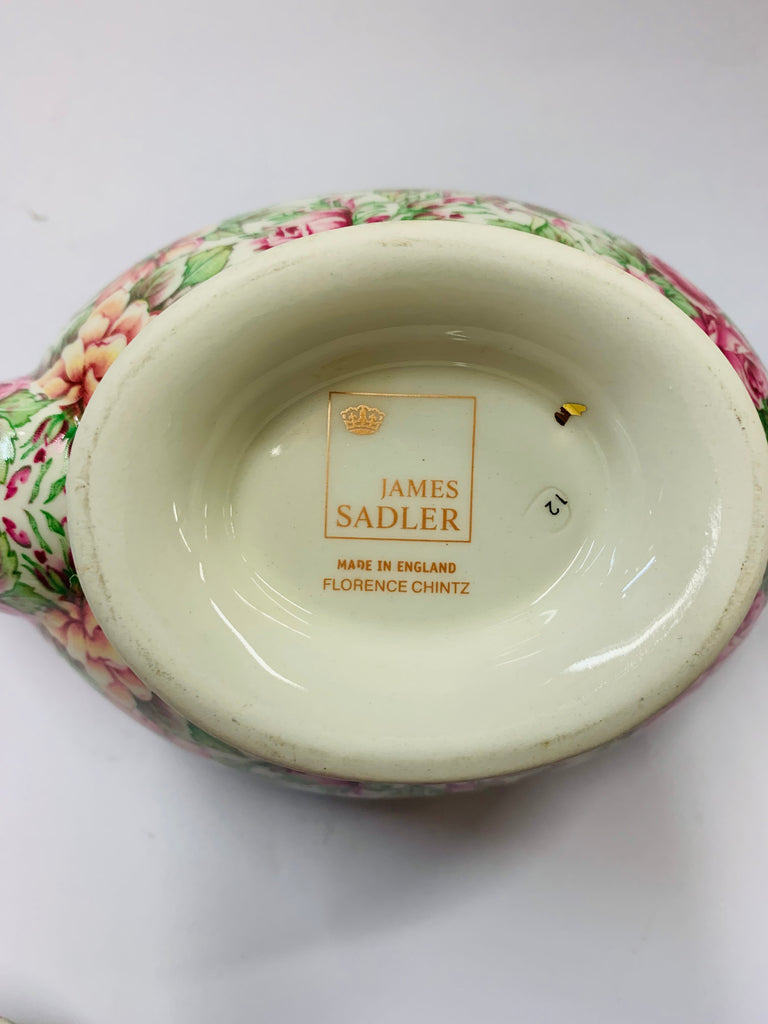 JAMES
SADLER
MADE IN ENGLAND
FLORENCE CHINTZ
12